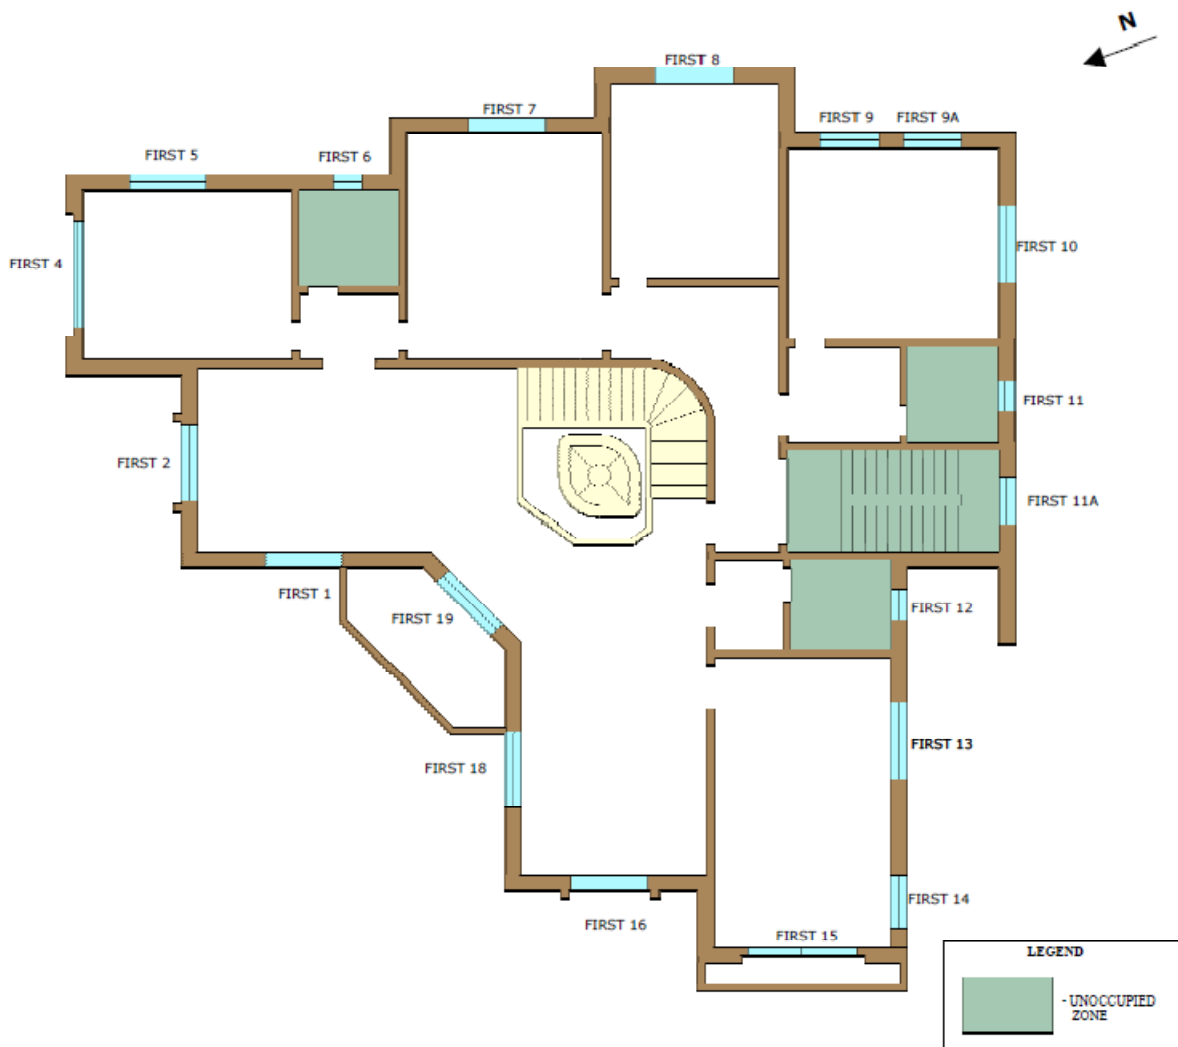 N
FIRST 8
FIRST 7
FIRST 9
FIRST 9A
FIRST 5
FIRST 6
FIRST 10
FIRST 4
FIRST 11
FIRST 2
FIRST 11A
FIRST 1
FIRST 12
FIRST 19
FIRST 13
FIRST 18
FIRST 14
FIRST 16
FIRST 15
LEGEND
- UNOCCUPIED
ZONE